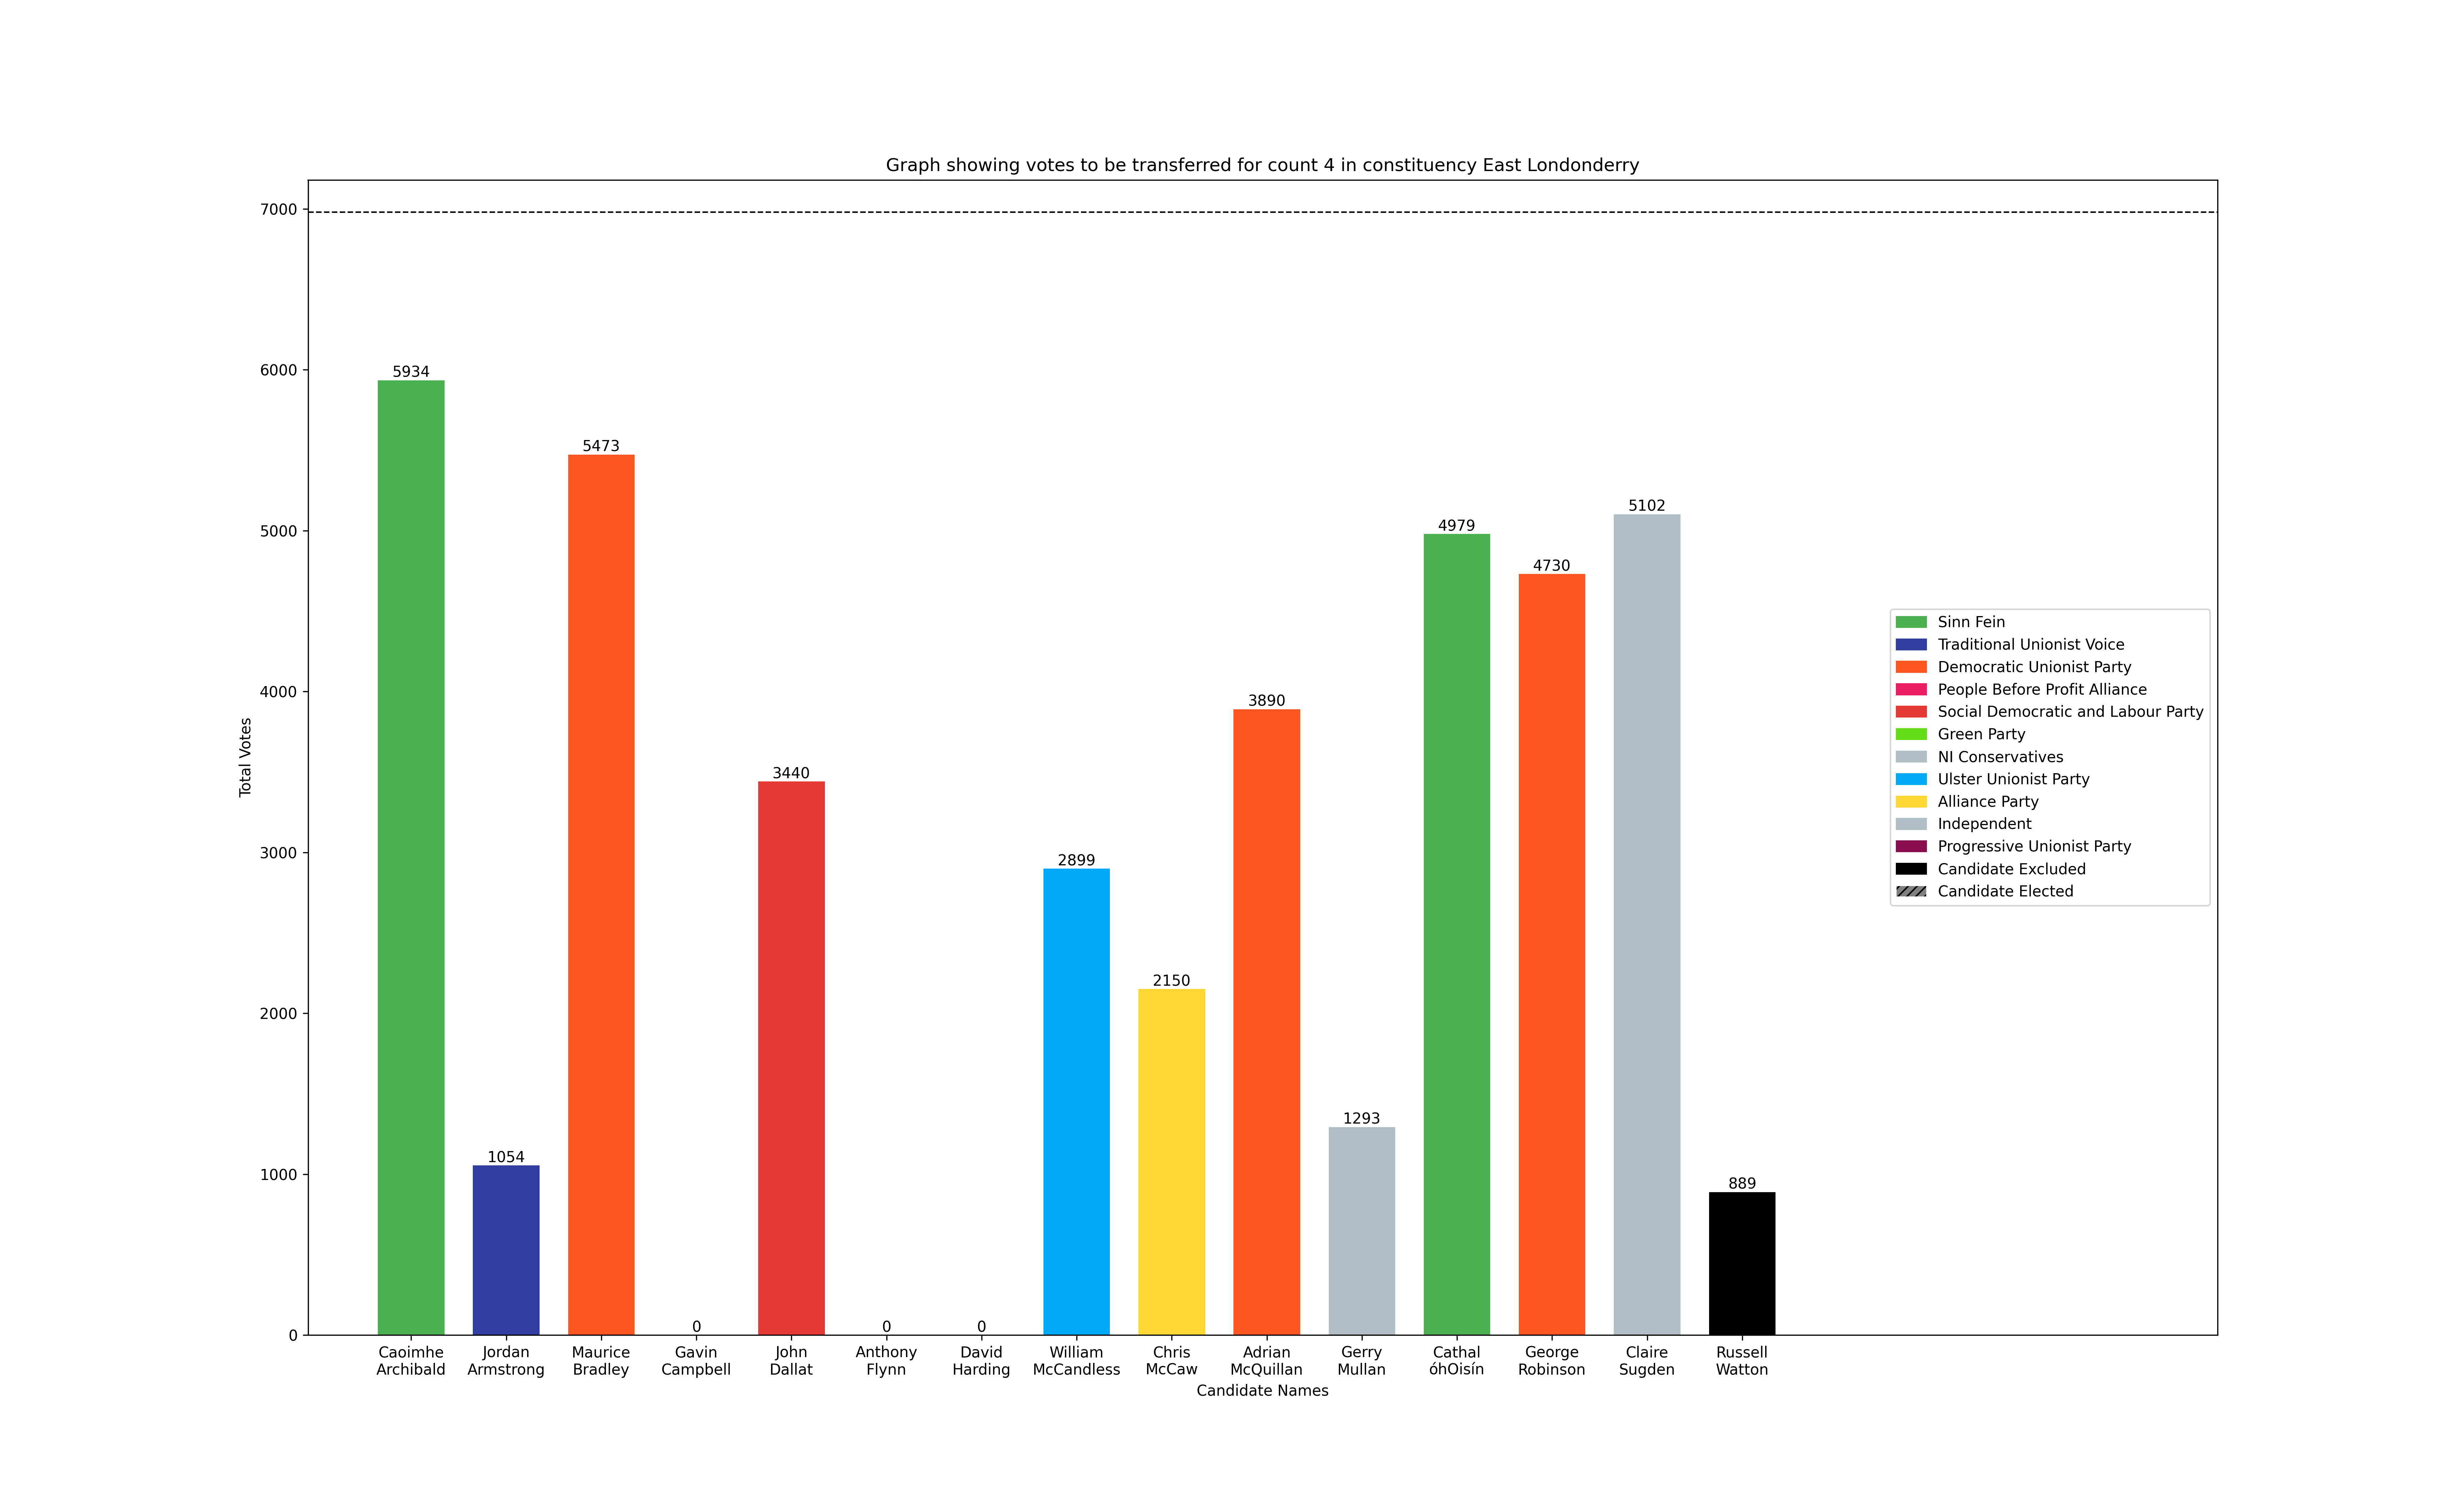 Graph showing votes to be transferred for count 4 in constituency East Londonderry
7000
6000
5000
4000
3000
2000
1000
0
Total Votes
5934
1054
5473
0
3440
0
0
2899
2150
3890
1293
4979
4730
5102
889
Caoimhe
Archibald
Jordan
Armstrong
Maurice
Bradley
Gavin
Campbell
John
Dallat
Anthony
Flynn
David
Harding
William
McCandless
Chris
McCaw
Adrian
McQuillan
Gerry
Mullan
Cathal
óhOisín
George
Robinson
Claire
Sugden
Russell
Watton
Candidate Names
Sinn Fein
Traditional Unionist Voice
Democratic Unionist Party
People Before Profit Alliance
Social Democratic and Labour Party
Green Party
NI Conservatives
Ulster Unionist Party
Alliance Party
Independent
Progressive Unionist Party
Candidate Excluded
Candidate Elected